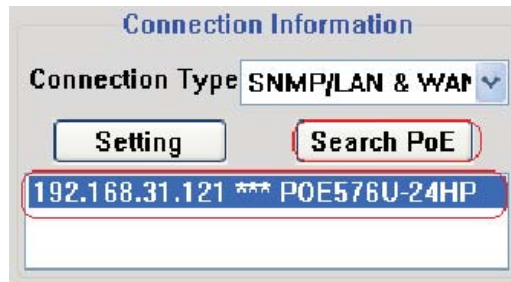 Connection Information
Connection Type SNMP/LAN & WAN
Setting Search PoE
192.168.31.121 *** POE576U-24HP